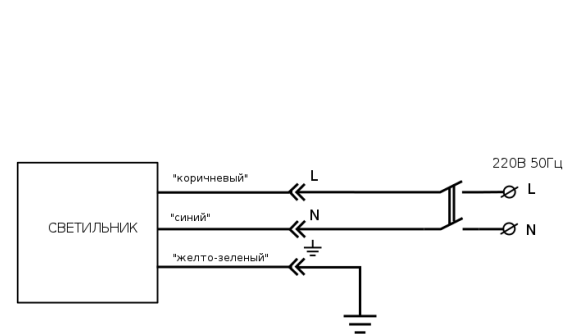 220В 50Гц
"коричневый"
L
L
"синий"
N
СВЕТИЛЬНИК
N
"желто-зеленый"